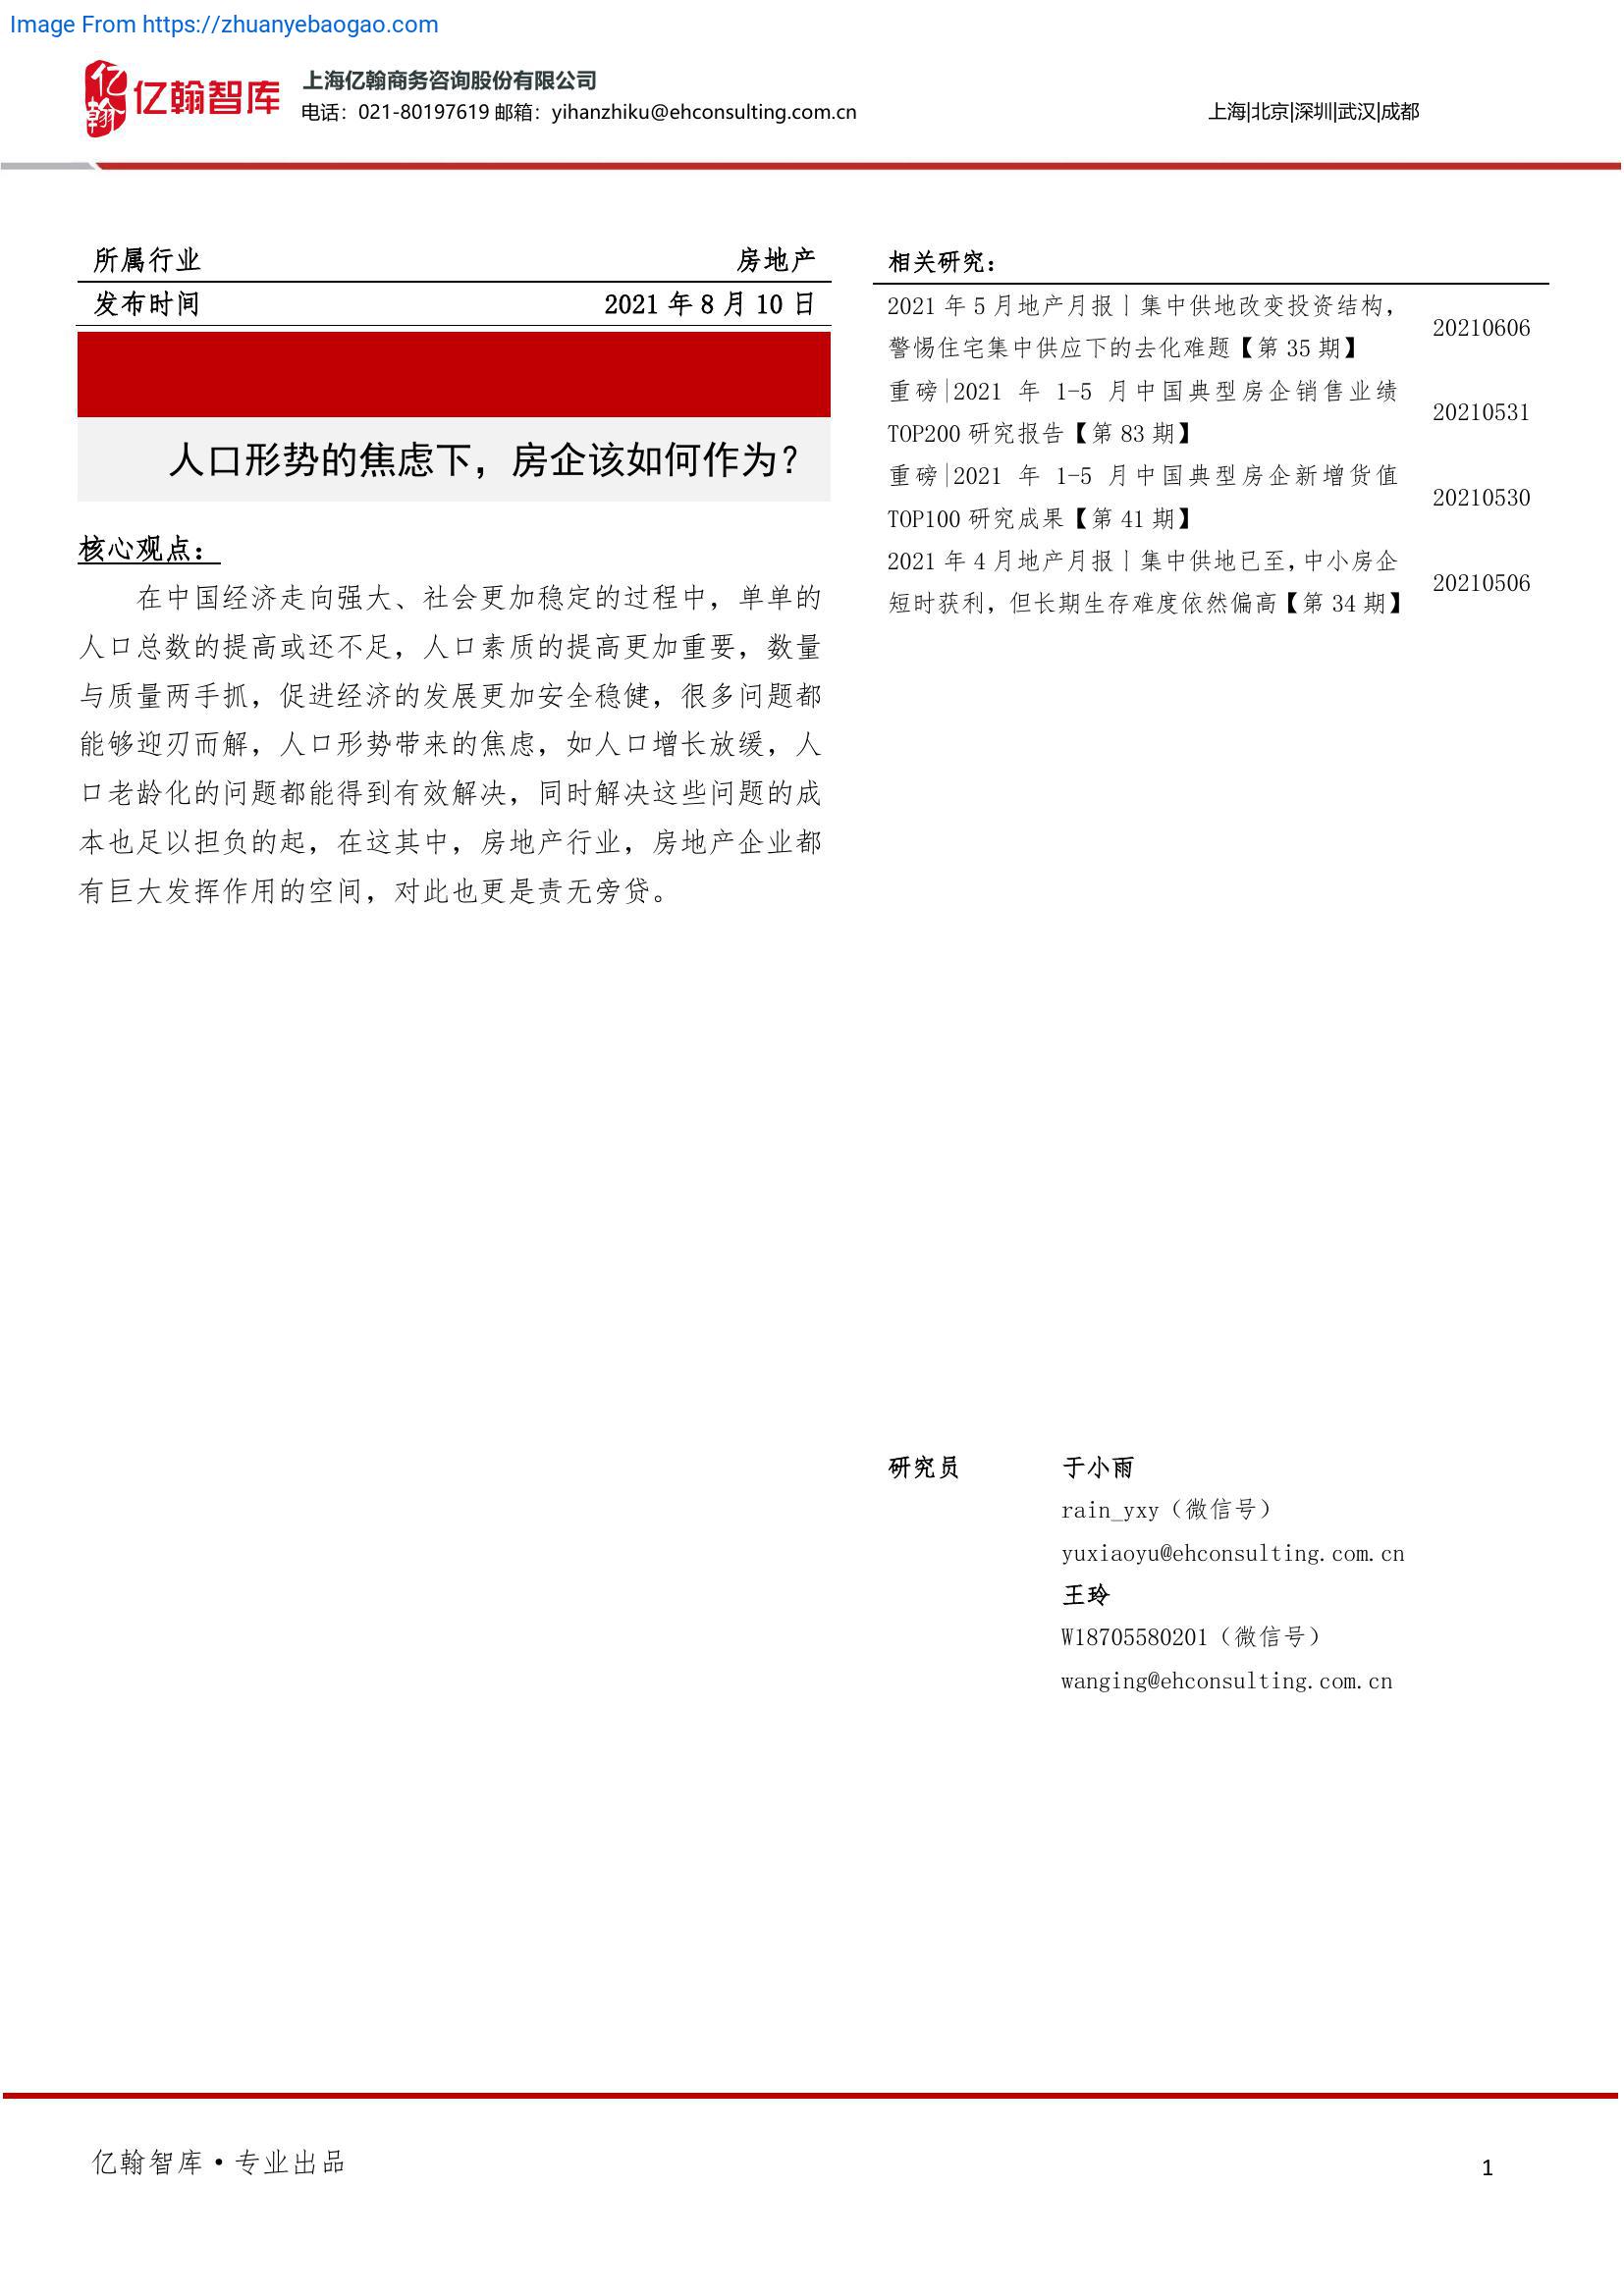 Image From https://zhuanyebaogao.com
亿翰
亿翰智库
上海亿翰商务咨询股份有限公司
电话：021-80197619 邮箱：yihanzhiku@ehconsulting.com.cn
上海|北京|深圳|武汉|成都
所属行业 房地产
发布时间 2021 年 8 月 10 日
人口形势的焦虑下，房企该如何作为？
核心观点：
在中国经济走向强大、社会更加稳定的过程中，单单的
人口总数的提高或还不足，人口素质的提高更加重要，数量
与质量两手抓，促进经济的发展更加安全稳健，很多问题都
能够迎刃而解，人口形势带来的焦虑，如人口增长放缓，人
口老龄化的问题都能得到有效解决，同时解决这些问题的成
本也足以担负的起，在这其中，房地产行业，房地产企业都
有巨大发挥作用的空间，对此也更是责无旁贷。
相关研究：
2021 年 5 月地产月报丨集中供地改变投资结构，
警惕住宅集中供应下的去化难题【第 35 期】
20210606
重磅|2021 年 1-5 月中国典型房企销售业绩
TOP200 研究报告【第 83 期】
20210531
重磅|2021 年 1-5 月中国典型房企新增货值
TOP100 研究成果【第 41 期】
20210530
2021 年 4 月地产月报丨集中供地已至，中小房企
短时获利，但长期生存难度依然偏高【第 34 期】
20210506
研究员 于小雨
rain_yxy（微信号）
yuxiaoyu@ehconsulting.com.cn
王玲
W18705580201（微信号）
wanging@ehconsulting.com.cn
亿翰智库·专业出品
1